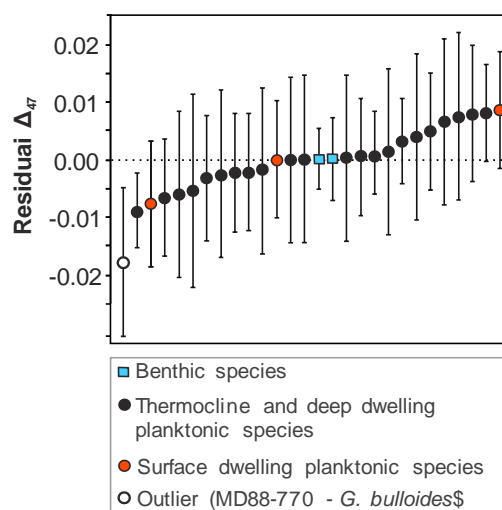 0.02
0.01
0.00
-0.01
-0.02
Residual Δ47
Benthic species
Thermocline and deep dwelling
planktonic species
Surface dwelling planktonic species
Outlier (MD88-770 - G. bulloides$